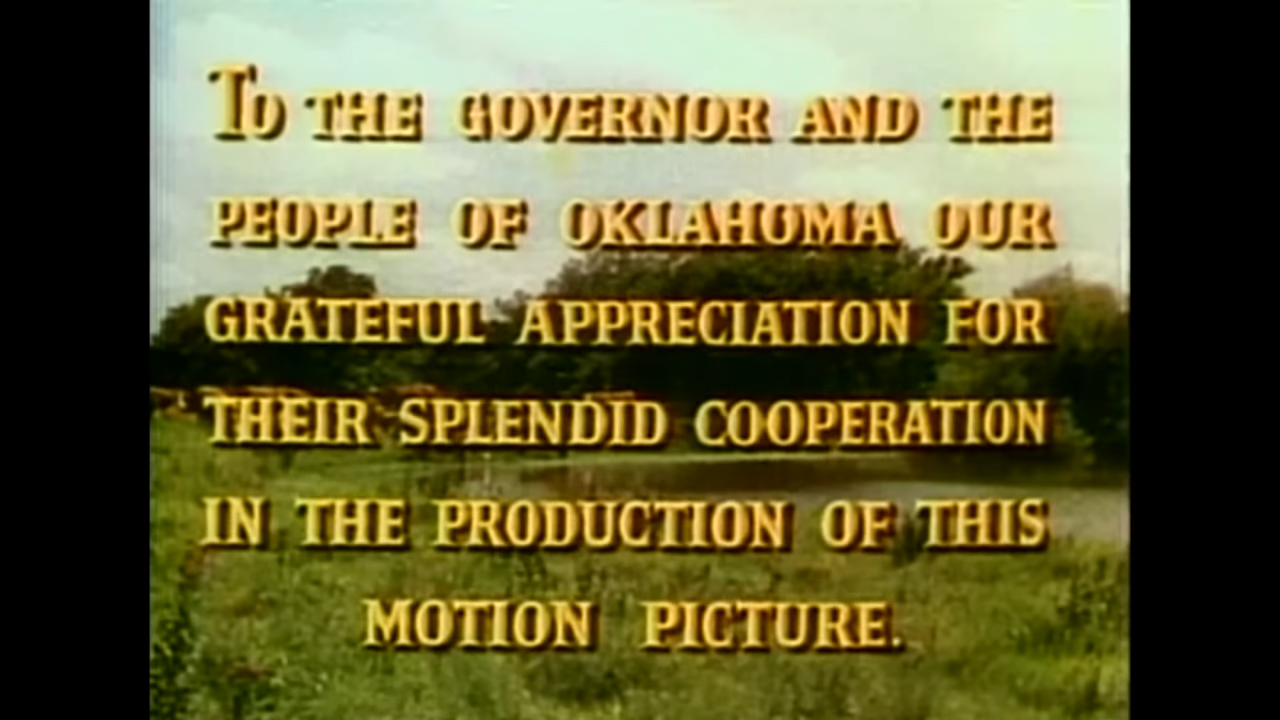 To THE GOVERNOR AND THE
PEOPLE OF OKLAHOMA OUR
GRATEFUL APPRECIATION FOR
THEIR SPLENDID COOPERATION
IN THE PRODUCTION OF THIS
MOTION PICTURE.